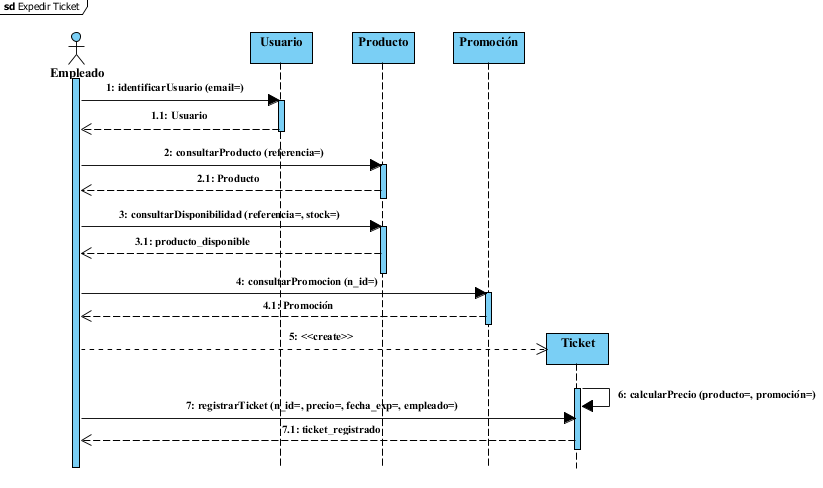 sd Expedir Ticket
Usuario
Producto
Promoción
Empleado
1: identificarUsuario (email=)
1.1: Usuario
2: consultarProducto (referencia=)
2.1: Producto
3: consultarDisponibilidad (referencia=, stock=)
3.1: producto_disponible
4: consultarPromocion (n_id=)
4.1: Promoción
5: <<create>>
Ticket
6: calcularPrecio (producto=, promoción=)
7: registrarTicket (n_id=, precio=, fecha_exp=, empleado=)
7.1: ticket_registrado